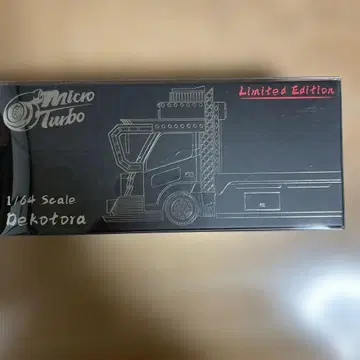 Micro
Turbo
Limited Edition
1/64 Scale
Dekotora